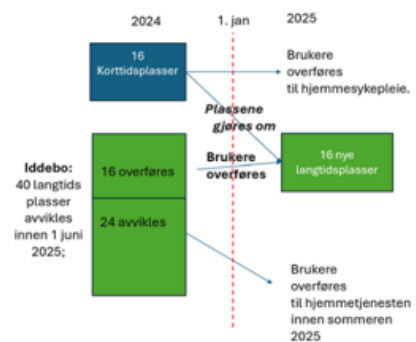 2024
1. jan
2025
16
Korttidsplasser
Brukere
overføres
til hjemmesykepleie.
Plassene
gjøres om
Iddebo:
40 langtids
plasser
avvikles
innen 1 juni
2025;
16 overføres
Brukere
overføres
16 nye
langtidsplasser
24 avvikles
Brukere
overføres
til hjemmetjenesten
innen sommeren
2025